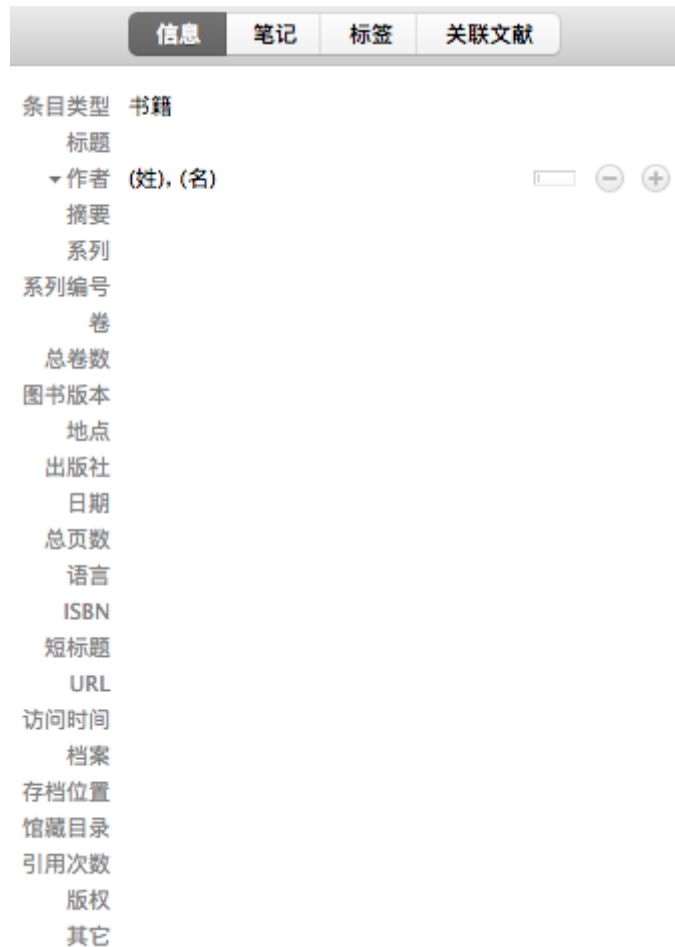 信息 笔记 标签 关联文献
条目类型 书籍
标题
作者 (姓), (名)
摘要
系列
系列编号
卷
总卷数
图书版本
地点
出版社
日期
总页数
语言
ISBN
短标题
URL
访问时间
档案
存档位置
馆藏目录
引用次数
版权
其它